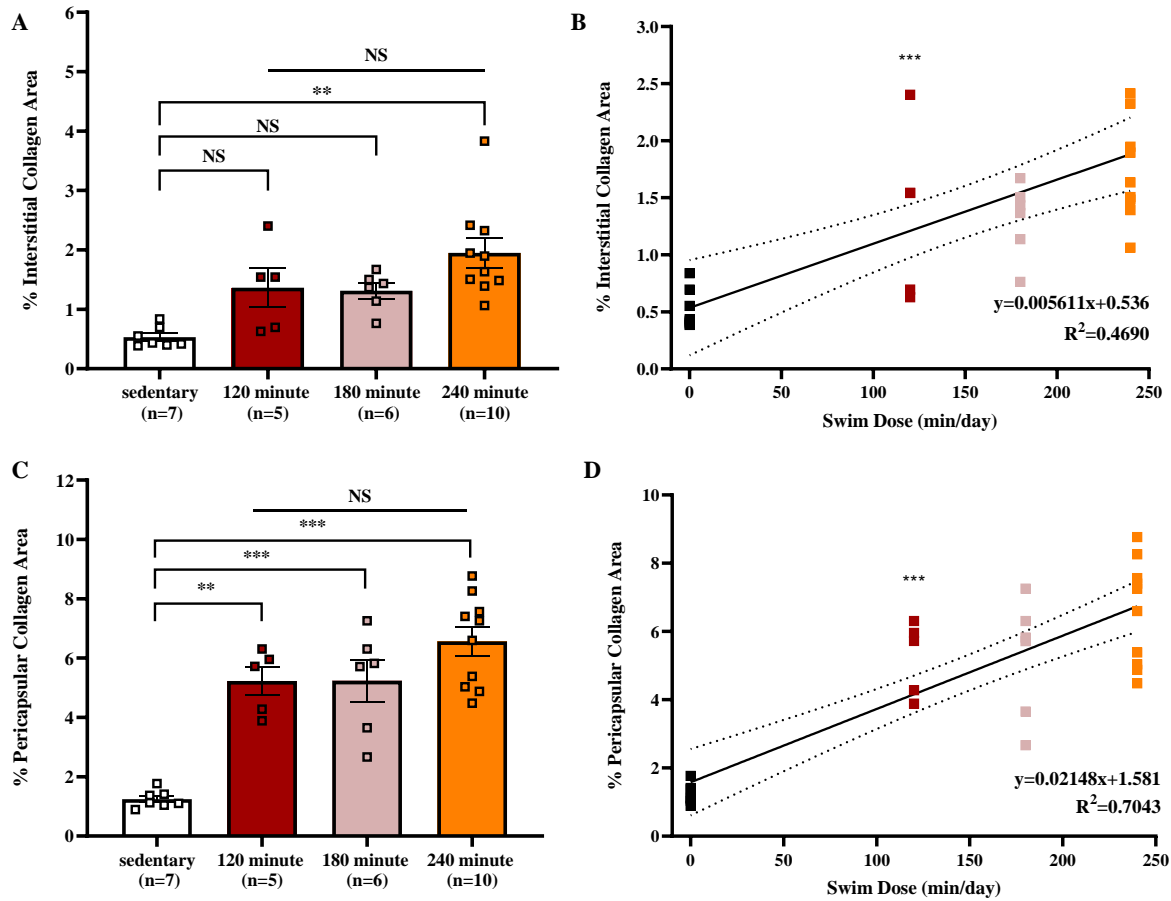 A
% Interstitial Collagen Area
6
5
4
3
2
1
0
NS
**
NS
NS
sedentary
(n=7)
120 minute
(n=5)
180 minute
(n=6)
240 minute
(n=10)
B
% Interstitial Collagen Area
3.0
2.5
2.0
1.5
1.0
0.5
0.0
***
y=0.005611x+0.536
R²=0.4690
0 50 100 150 200 250
Swim Dose (min/day)
C
% Pericapsular Collagen Area
12
10
8
6
4
2
0
NS
***
***
**
sedentary
(n=7)
120 minute
(n=5)
180 minute
(n=6)
240 minute
(n=10)
D
% Pericapsular Collagen Area
10
8
6
4
2
0
***
y=0.02148x+1.581
R²=0.7043
0 50 100 150 200 250
Swim Dose (min/day)